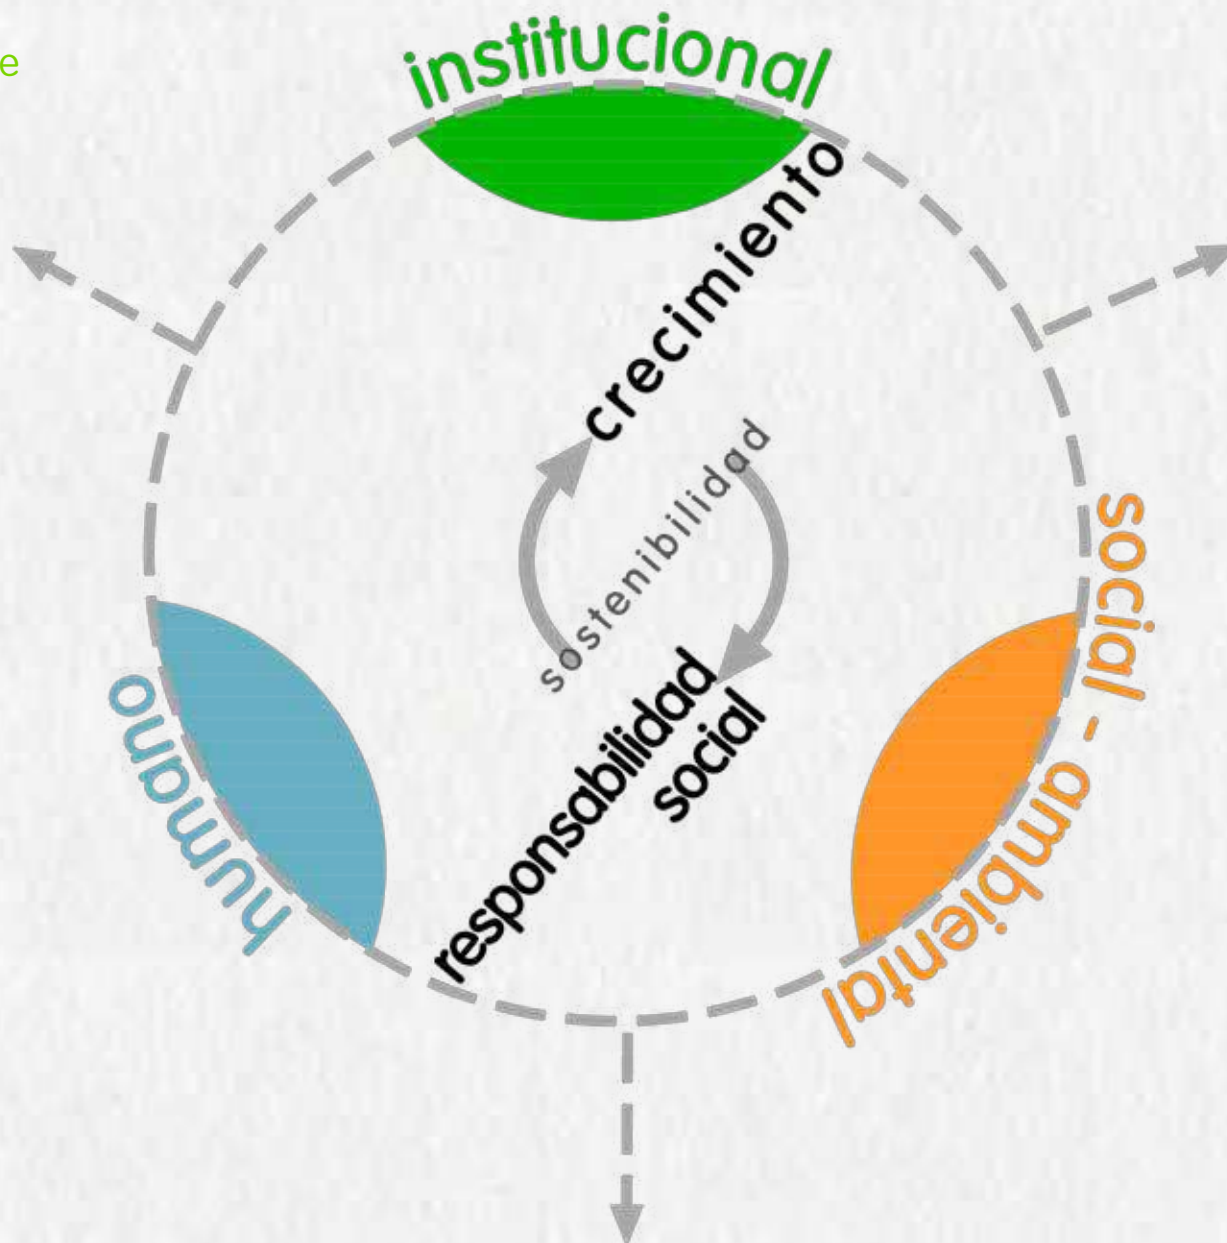 e
institucional
crecimiento
sostenibilidad
responsabilidad
social
humano
social - ambiental